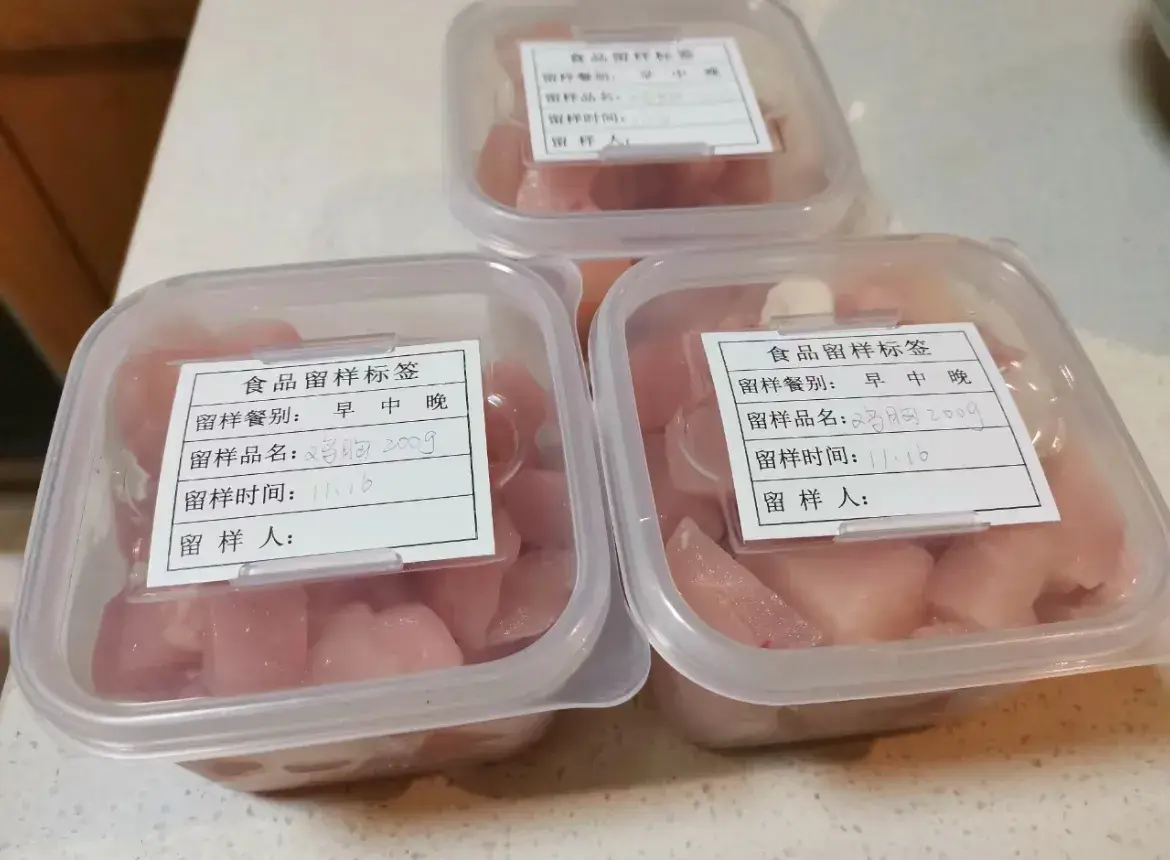 食品留样标签
留样餐别: 早 中 晚
留样品名:
留样时间:
留 样 人:
食品留样标签
留样餐别: 早 中 晚
留样品名: 鸡胸 200g
留样时间: 11.16
留 样 人:
食品留样标签
留样餐别: 早 中 晚
留样品名: 鸡胸 200g
留样时间: 11.16
留 样 人: